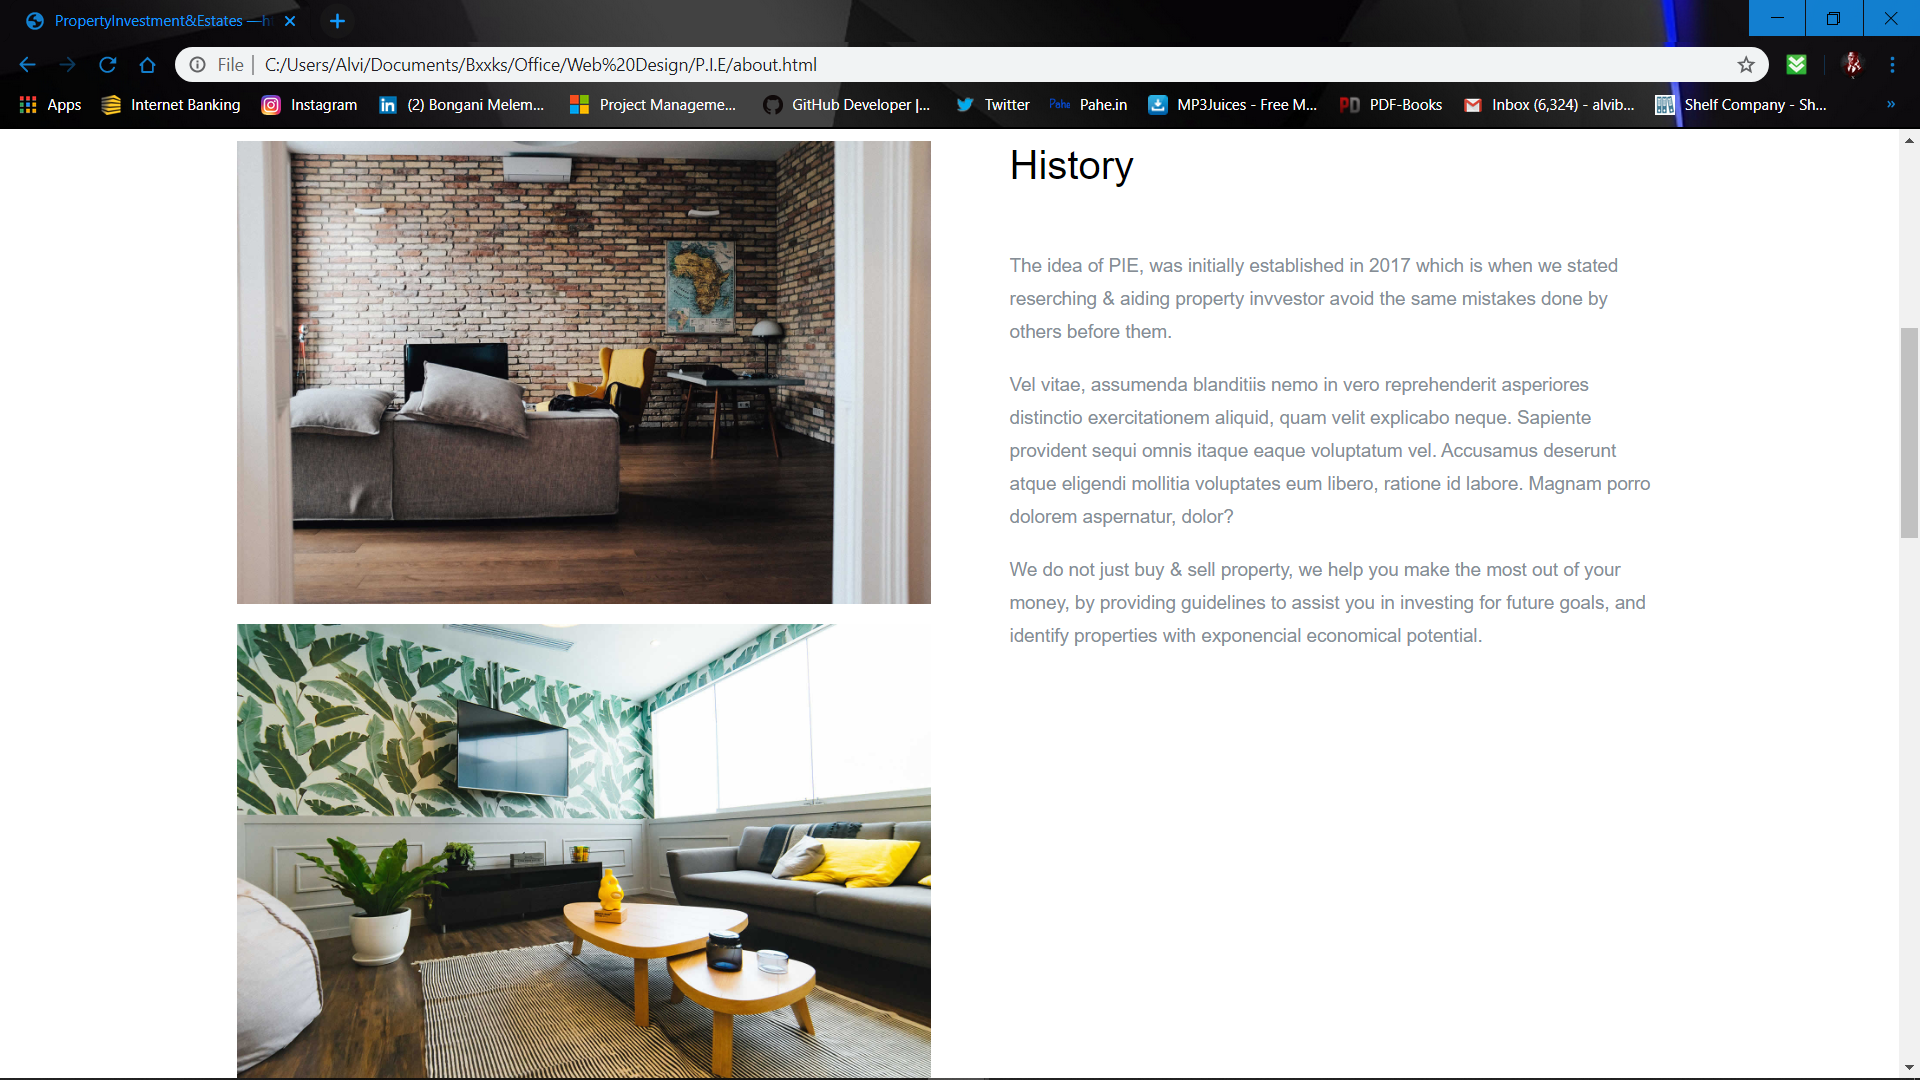 PropertyInvestment&Estates —
File
C:/Users/Alvi/Documents/Bxxks/Office/Web%20Design/P.I.E/about.html
Apps
Internet Banking
Instagram
(2) Bongani Melem...
Project Manageme...
GitHub Developer |...
Twitter
Pahe Pahe.in
MP3Juices - Free M...
PD PDF-Books
Inbox (6,324) - alvib...
Shelf Company - Sh...
»
History
The idea of PIE, was initially established in 2017 which is when we stated
reserching & aiding property invvestor avoid the same mistakes done by
others before them.
Vel vitae, assumenda blanditiis nemo in vero reprehenderit asperiores
distinctio exercitationem aliquid, quam velit explicabo neque. Sapiente
provident sequi omnis itaque eaque voluptatum vel. Accusamus deserunt
atque eligendi mollitia voluptates eum libero, ratione id labore. Magnam porro
dolorem aspernatur, dolor?
We do not just buy & sell property, we help you make the most out of your
money, by providing guidelines to assist you in investing for future goals, and
identify properties with exponencial economical potential.